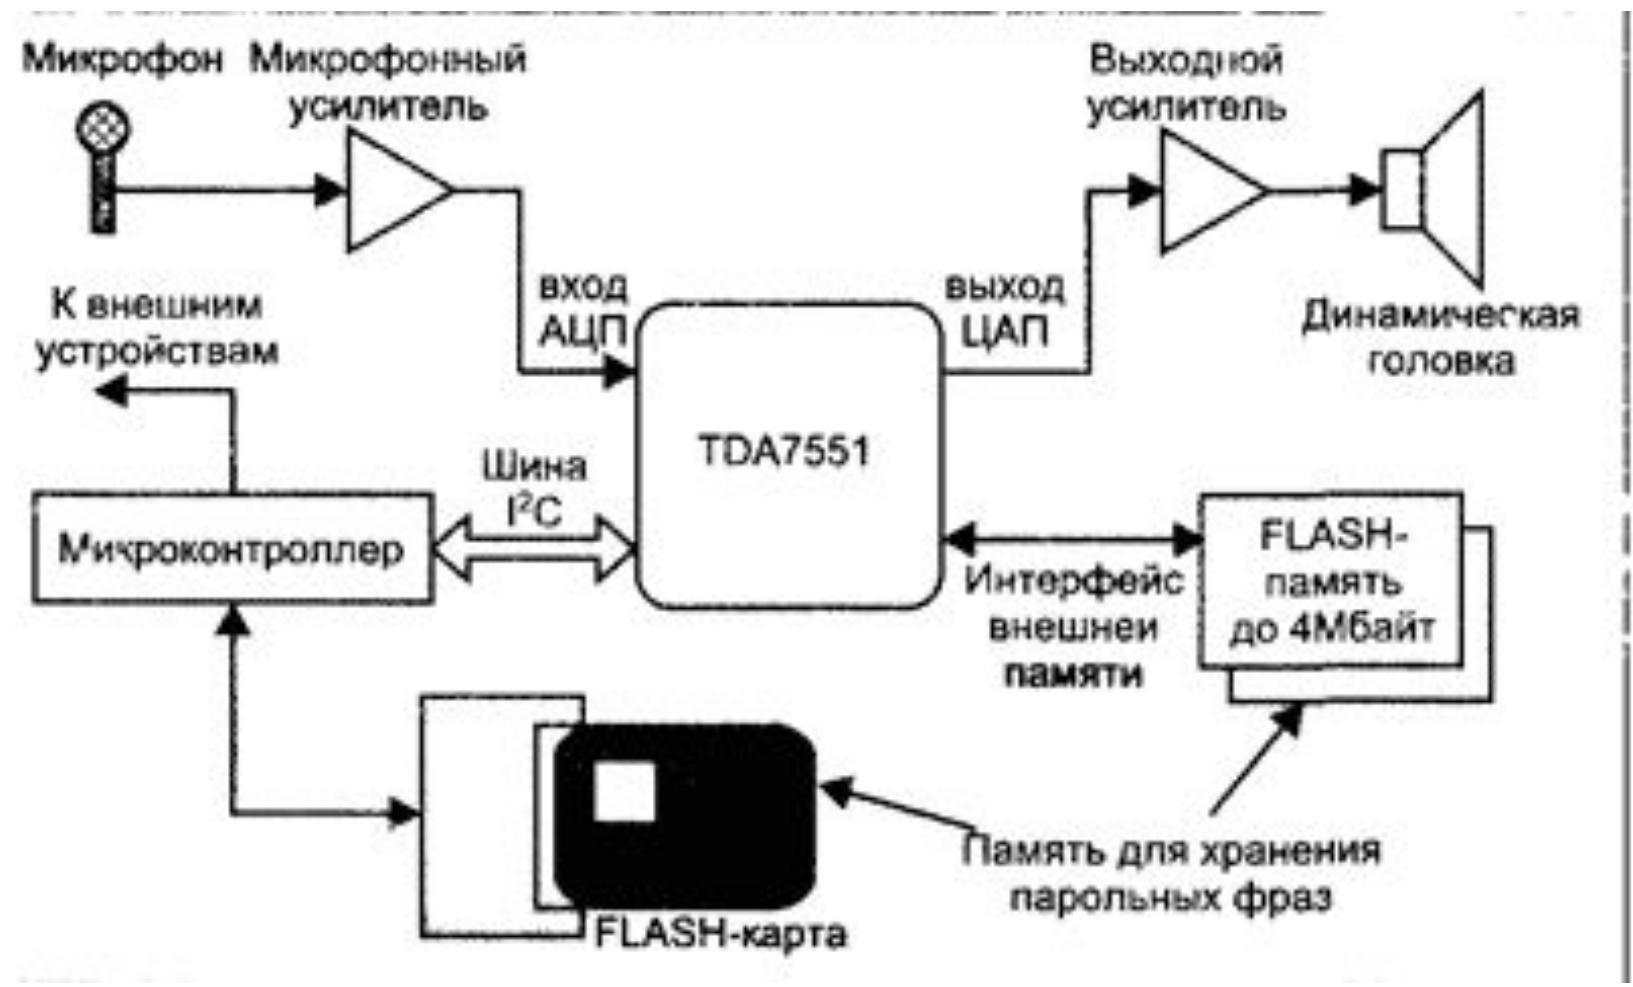 Микрофон
Микрофонный
усилитель
Выходной
усилитель
К внешним
устройствам
вход
АЦП
выход
ЦАП
Динамическая
головка
TDA7551
Шина
I²C
Микроконтроллер
FLASH-
память
до 4Мбайт
Интерфейс
внешней
памяти
Память для хранения
парольных фраз
FLASH-карта